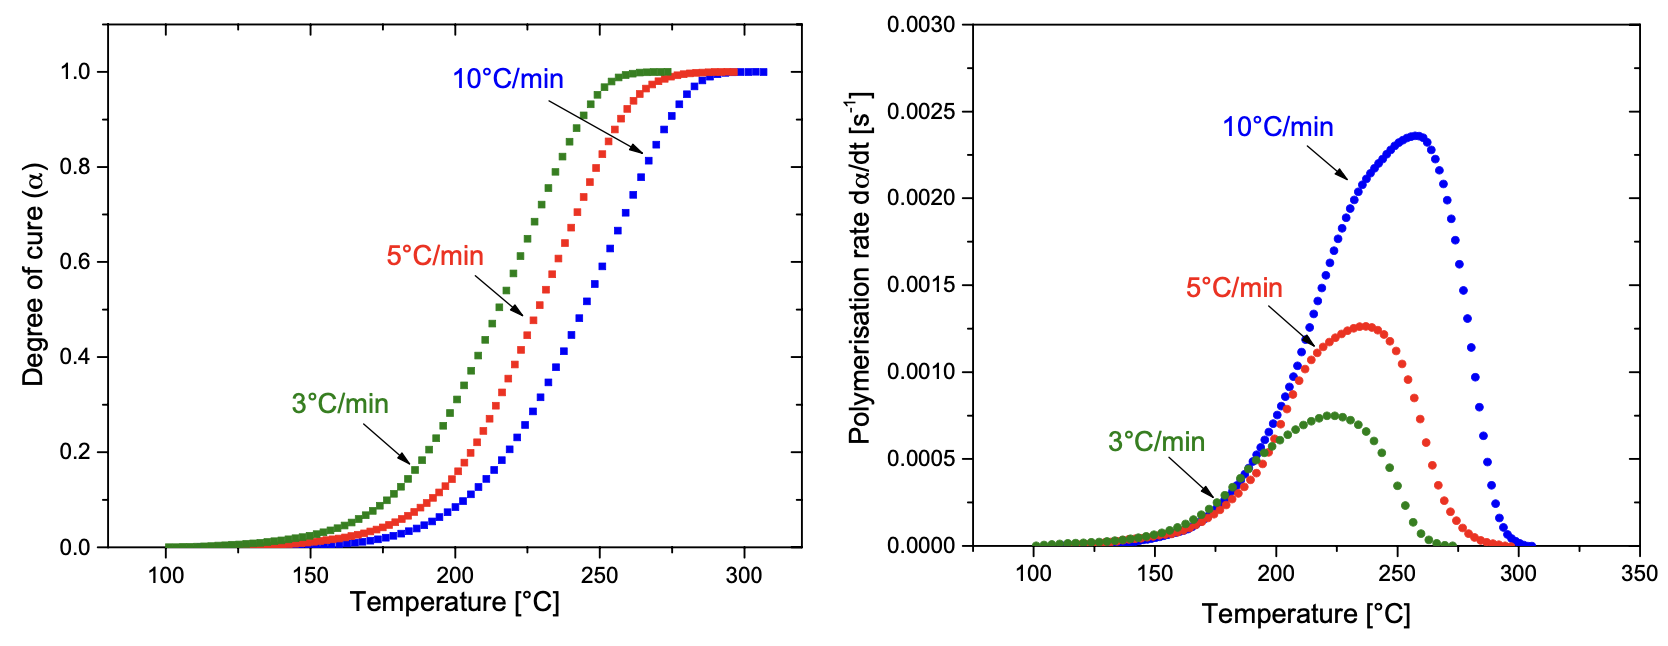 Degree of cure (α)
1.0
0.8
0.6
0.4
0.2
0.0
10°C/min
5°C/min
3°C/min
100
150
200
250
300
Temperature [°C]
Polymerisation rate dα/dt [s⁻¹]
0.0030
0.0025
0.0020
0.0015
0.0010
0.0005
0.0000
10°C/min
5°C/min
3°C/min
100
150
200
250
300
350
Temperature [°C]